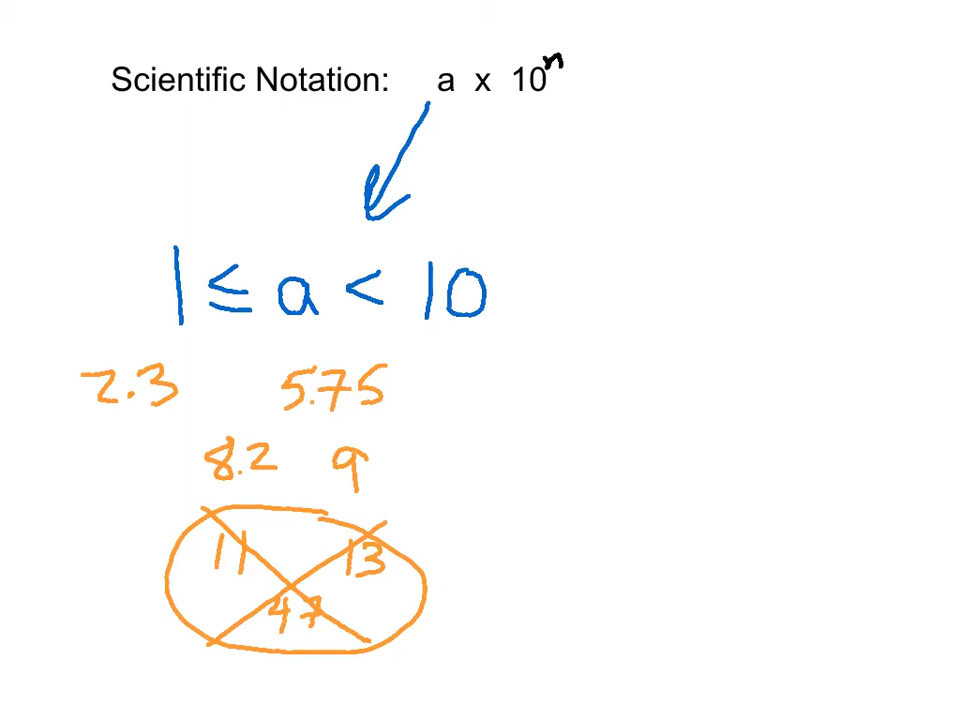 Scientific Notation: a x 10ⁿ
1 ≤ a < 10
2.3 5.75
8.2 9
11 13
47